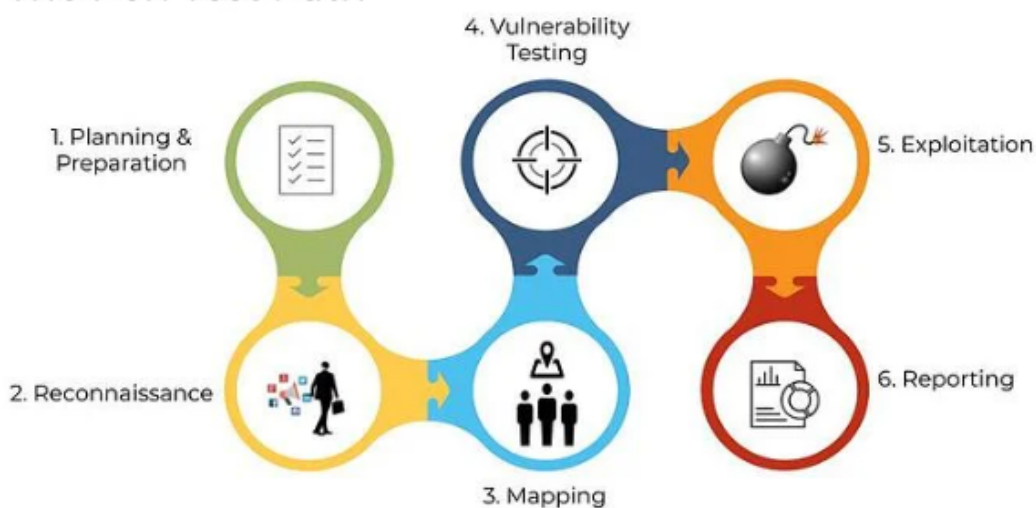 1. Planning &
Preparation
2. Reconnaissance
3. Mapping
4. Vulnerability
Testing
5. Exploitation
6. Reporting